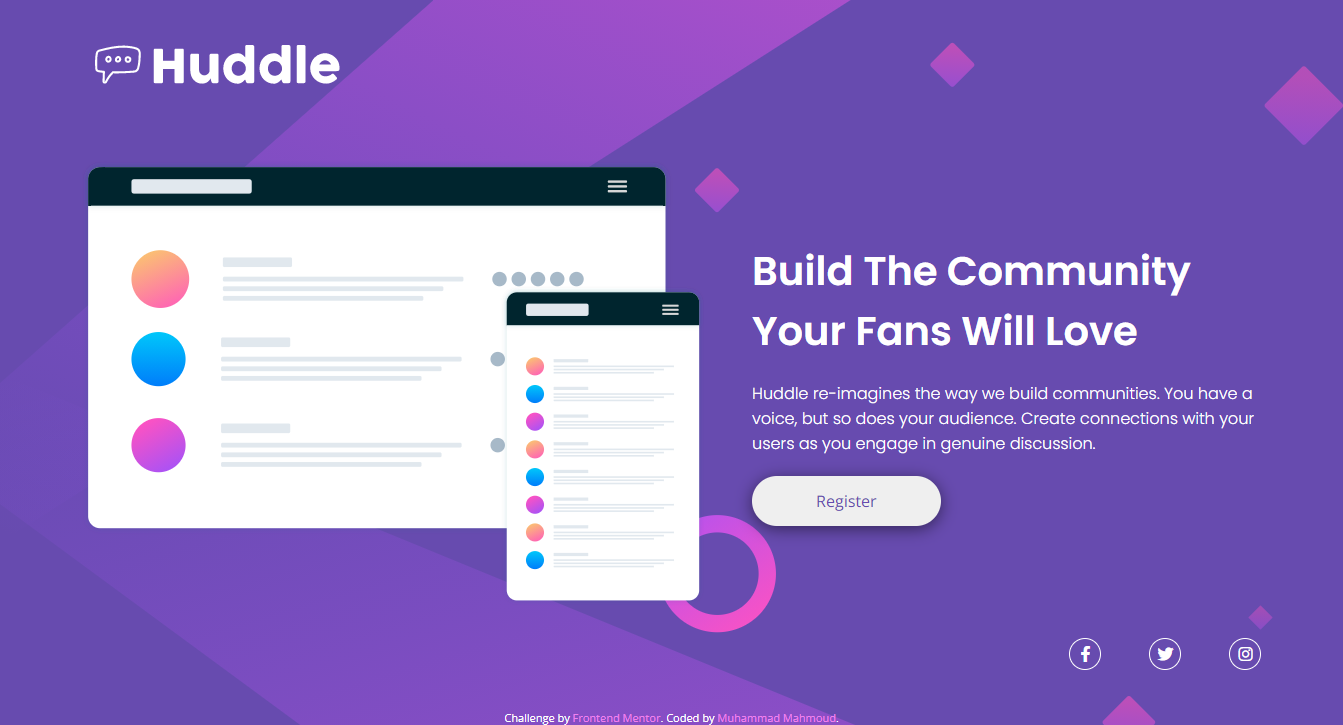 Huddle
Build The Community
Your Fans Will Love
Huddle re-imagines the way we build communities. You have a
voice, but so does your audience. Create connections with your
users as you engage in genuine discussion.
Register
Challenge by Frontend Mentor. Coded by Muhammad Mahmoud.